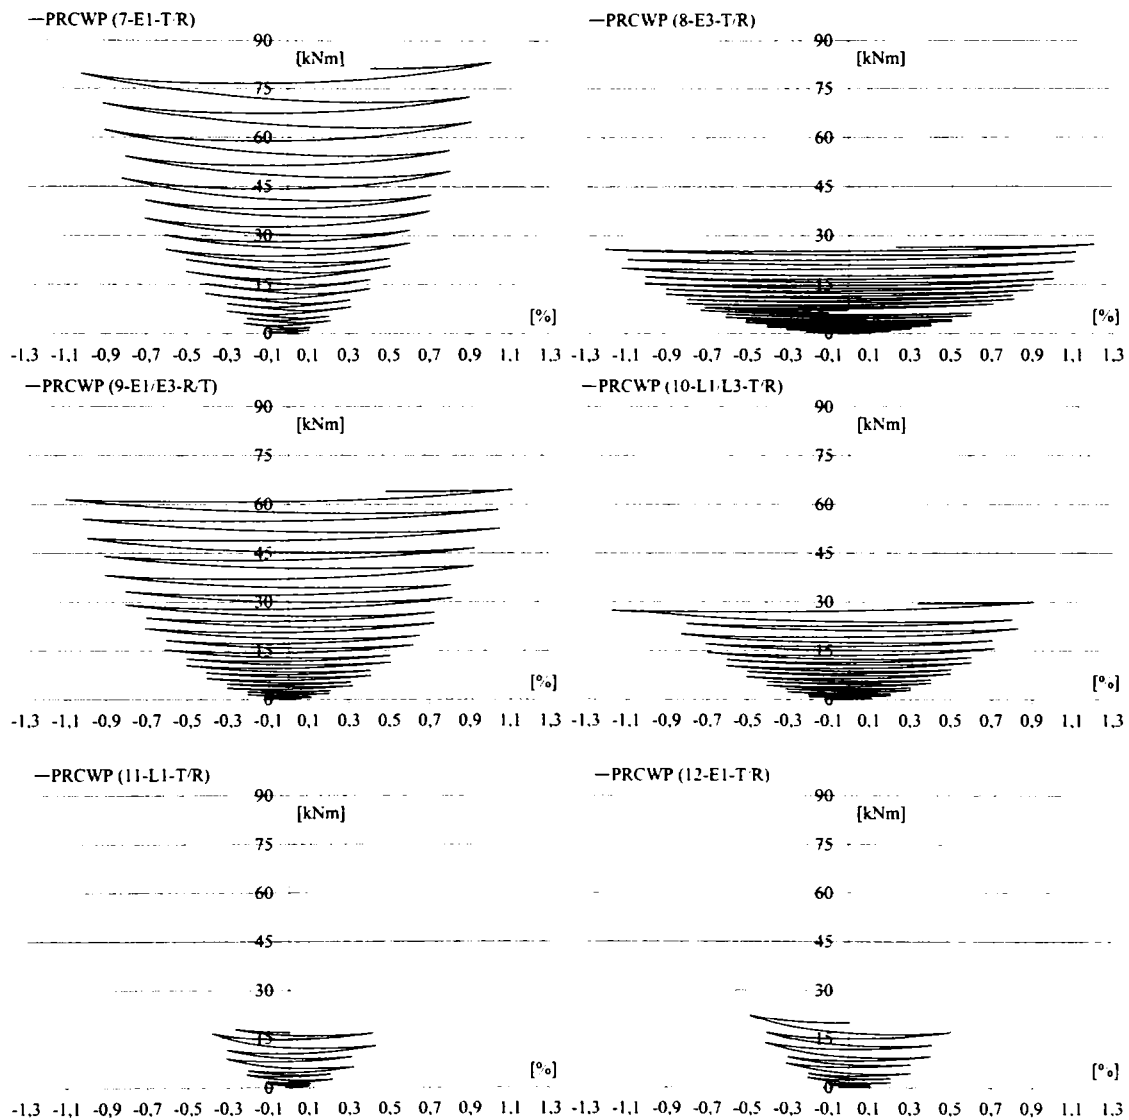 —PRCWP (7-E1-T/R)
90
[kNm]
75
60
45
30
15
0
[%]
-1,3 -1,1 -0,9 -0,7 -0,5 -0,3 -0,1 0,1 0,3 0,5 0,7 0,9 1,1 1,3
—PRCWP (8-E3-T/R)
90
[kNm]
75
60
45
30
15
0
[%]
-1,3 -1,1 -0,9 -0,7 -0,5 -0,3 -0,1 0,1 0,3 0,5 0,7 0,9 1,1 1,3
—PRCWP (9-E1/E3-R/T)
90
[kNm]
75
60
45
30
15
0
[%]
-1,3 -1,1 -0,9 -0,7 -0,5 -0,3 -0,1 0,1 0,3 0,5 0,7 0,9 1,1 1,3
—PRCWP (10-L1/L3-T/R)
90
[kNm]
75
60
45
30
15
0
[%]
-1,3 -1,1 -0,9 -0,7 -0,5 -0,3 -0,1 0,1 0,3 0,5 0,7 0,9 1,1 1,3
—PRCWP (11-L1-T/R)
90
[kNm]
75
60
45
30
15
0
[%]
-1,3 -1,1 -0,9 -0,7 -0,5 -0,3 -0,1 0,1 0,3 0,5 0,7 0,9 1,1 1,3
—PRCWP (12-E1-T/R)
90
[kNm]
75
60
45
30
15
0
[%]
-1,3 -1,1 -0,9 -0,7 -0,5 -0,3 -0,1 0,1 0,3 0,5 0,7 0,9 1,1 1,3